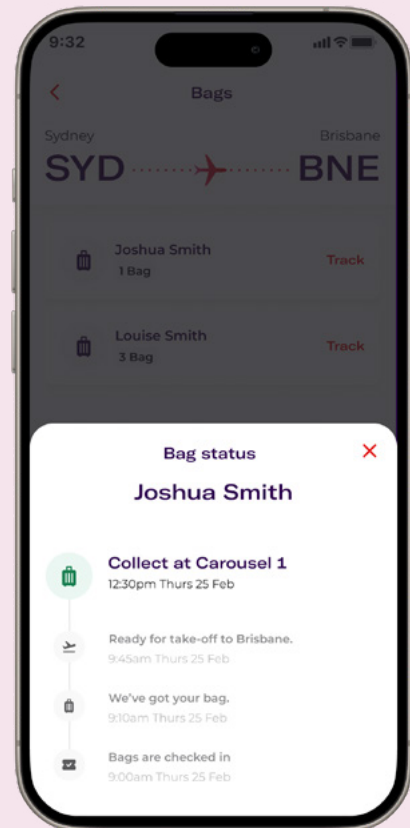 9:32
Bags
Sydney
Brisbane
SYD
BNE
Joshua Smith
1 Bag
Track
Louise Smith
3 Bag
Track
Bag status
Joshua Smith
Collect at Carousel 1
12:30pm Thurs 25 Feb
Ready for take-off to Brisbane.
9:45am Thurs 25 Feb
We've got your bag.
9:10am Thurs 25 Feb
Bags are checked in
9:00am Thurs 25 Feb